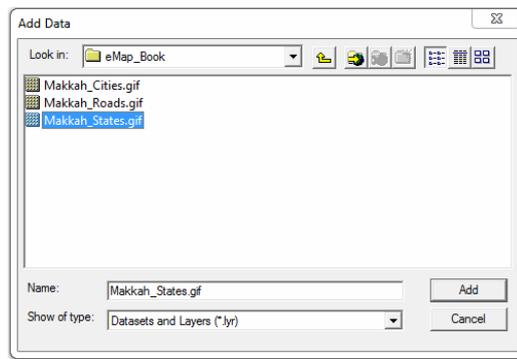 Add Data
Look in: eMap_Book
Makkah_Cities.gif
Makkah_Roads.gif
Makkah_States.gif
Name: Makkah_States.gif Add
Show of type: Datasets and Layers (*.lyr) Cancel